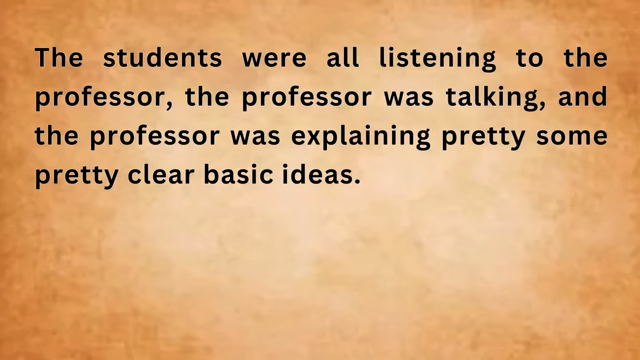 The students were all listening to the
professor, the professor was talking, and
the professor was explaining pretty some
pretty clear basic ideas.